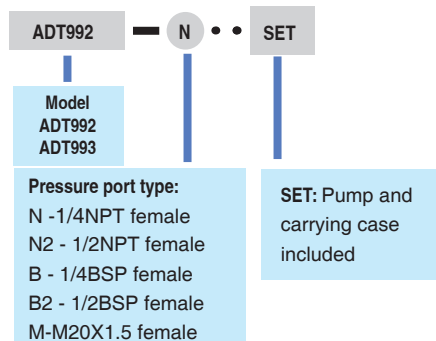 ADT992 — N • • SET
Model
ADT992
ADT993
Pressure port type:
N -1/4NPT female
N2 - 1/2NPT female
B - 1/4BSP female
B2 - 1/2BSP female
M-M20X1.5 female
SET: Pump and
carrying case
included